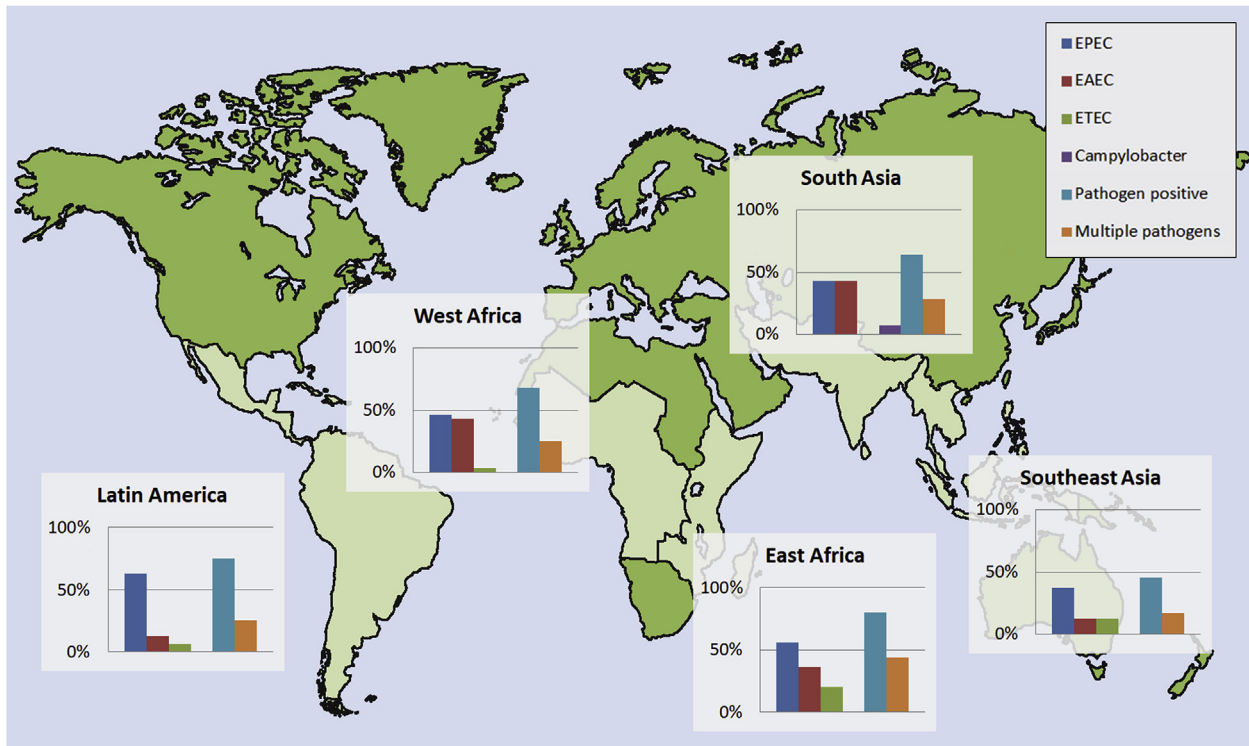 EPEC
EAEC
ETEC
Campylobacter
Pathogen positive
Multiple pathogens
South Asia
100%
50%
0%
West Africa
100%
50%
0%
Latin America
100%
50%
0%
East Africa
100%
50%
0%
Southeast Asia
100%
50%
0%